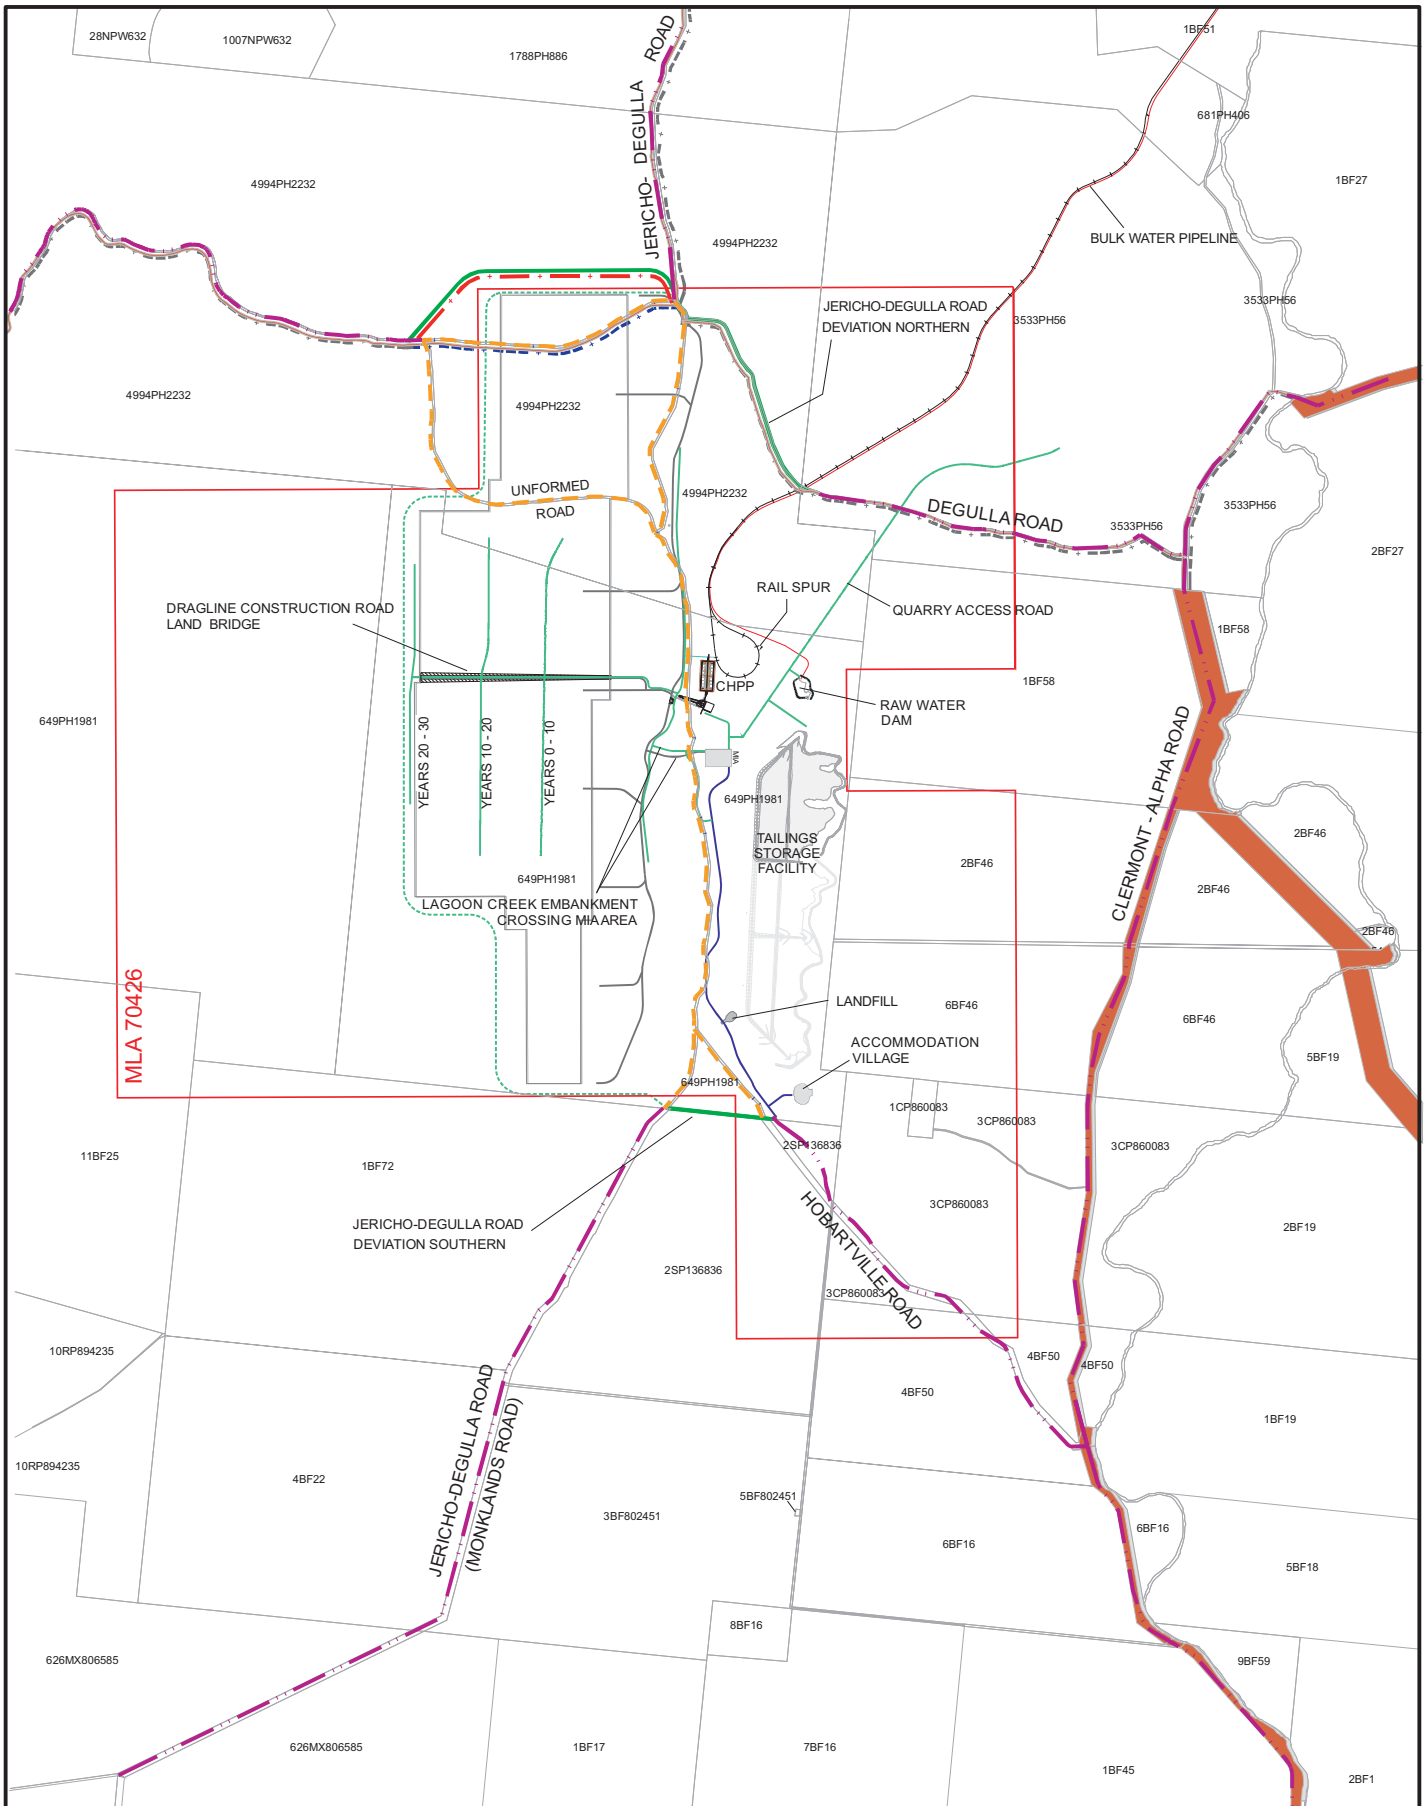 28NPW632
1007NPW632
1788PH886
ROAD
1BF51
681PH406
JERICHO- DEGULLA
4994PH2232
1BF27
4994PH2232
BULK WATER PIPELINE
JERICHO-DEGULLA ROAD
DEVIATION NORTHERN
3533PH56
3533PH56
4994PH2232
4994PH2232
UNFORMED
ROAD
4994PH2232
DEGULLA ROAD
3533PH56
3533PH56
2BF27
RAIL SPUR
DRAGLINE CONSTRUCTION ROAD
LAND BRIDGE
QUARRY ACCESS ROAD
1BF58
CHPP
1BF58
RAW WATER
DAM
649PH1981
YEARS 20 - 30
YEARS 10 - 20
YEARS 0 - 10
MIA
649PH1981
CLERMONT - ALPHA ROAD
TAILINGS
STORAGE
FACILITY
2BF46
2BF46
2BF46
649PH1981
LAGOON CREEK EMBANKMENT
CROSSING MIA AREA
2BF46
MLA 70426
LANDFILL
6BF46
6BF46
ACCOMMODATION
VILLAGE
5BF19
649PH1981
1CP860083
3CP860083
3CP860083
2SP136836
11BF25
1BF72
HOBARTVILLE ROAD
3CP860083
JERICHO-DEGULLA ROAD
DEVIATION SOUTHERN
2BF19
2SP136836
3CP860083
10RP894235
4BF50
4BF50
4BF50
1BF19
JERICHO-DEGULLA ROAD
(MONKLANDS ROAD)
10RP894235
4BF22
5BF802451
3BF802451
6BF16
6BF16
5BF18
8BF16
626MX806585
9BF59
626MX806585
1BF17
7BF16
1BF45
2BF1